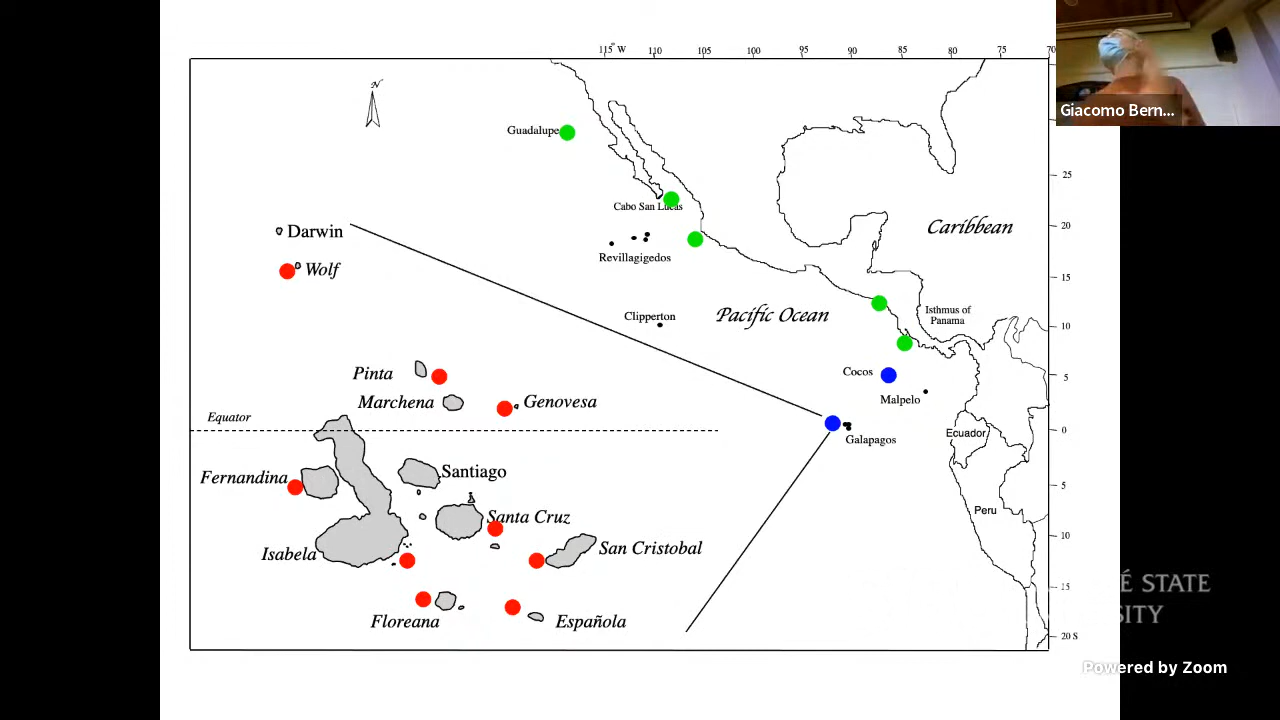 115° W 110 105 100 95 90 85 80 75 70
N
Giacomo Bern...
Guadalupe
25
Cabo San Lucas
Caribbean
20
Darwin
Revillagigedos
Wolf
15
Clipperton
Pacific Ocean
Isthmus of
Panama
10
Pinta
Cocos
5
Marchena
Genovesa
Malpelo
Equator
0
Galapagos
Ecuador
Fernandina
Santiago
5
Peru
Santa Cruz
10
Isabela
San Cristobal
É STATE
15
SITY
Floreana
Española
20 S
Powered by Zoom